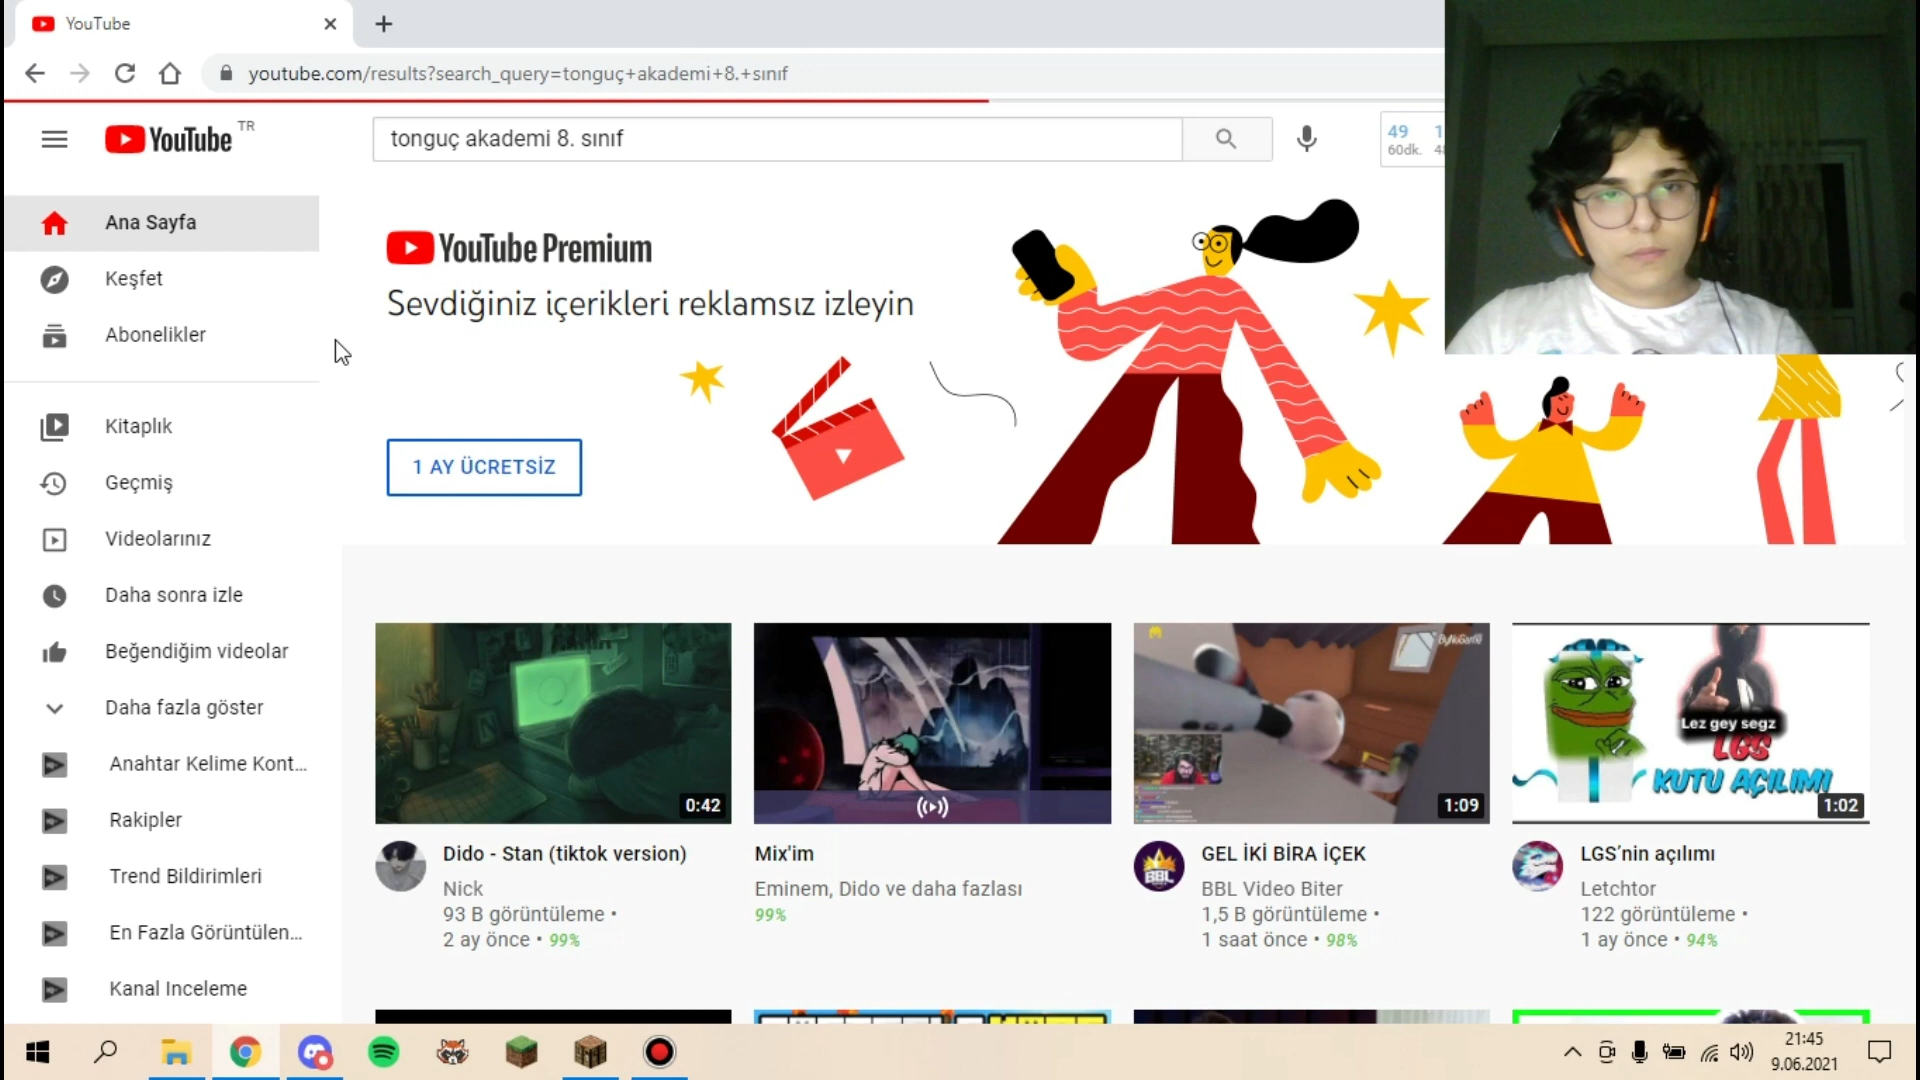 YouTube
youtube.com/results?search_query=tonguç+akademi+8.+sınıf
YouTube TR
tonguç akademi 8. sınıf
49
60dk.
Ana Sayfa
Keşfet
Abonelikler
Kitaplık
Geçmiş
Videolarınız
Daha sonra izle
Beğendiğim videolar
Daha fazla göster
Anahtar Kelime Kont...
Rakipler
Trend Bildirimleri
En Fazla Görüntülen...
Kanal Inceleme
YouTube Premium
Sevdiğiniz içerikleri reklamsız izleyin
1 AY ÜCRETSİZ
0:42
ByNoGame
1:09
Lez gey segz
LGS
KUTU AÇILIMI
1:02
Dido - Stan (tiktok version)
Nick
93 B görüntüleme •
2 ay önce • 99%
Mix'im
Eminem, Dido ve daha fazlası
99%
BBL
GEL İKİ BİRA İÇEK
BBL Video Biter
1,5 B görüntüleme •
1 saat önce • 98%
LGS'nin açılımı
Letchtor
122 görüntüleme •
1 ay önce • 94%
21:45
9.06.2021